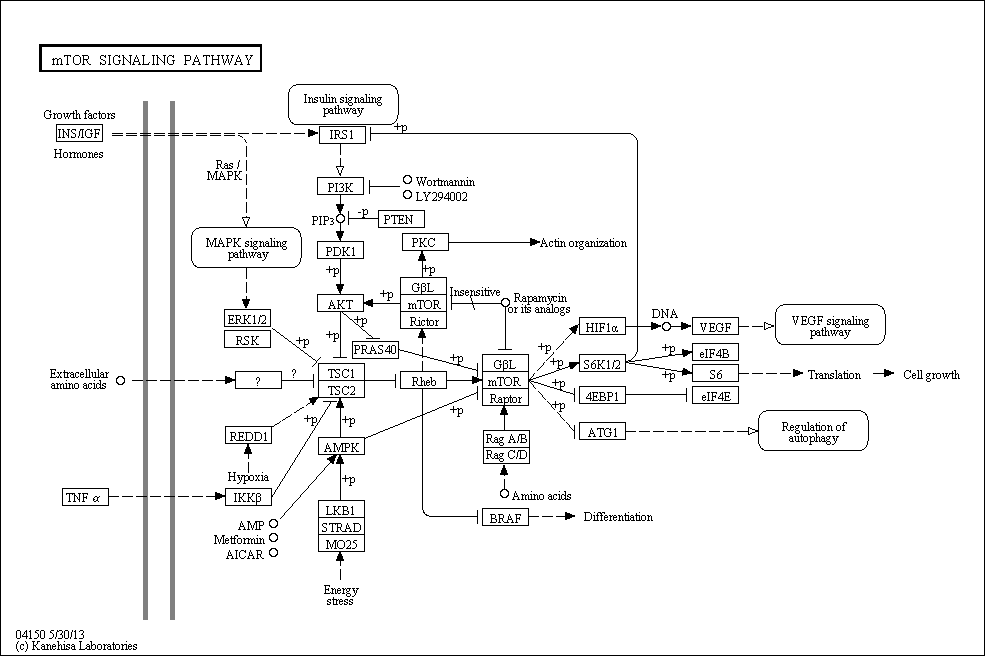 mTOR SIGNALING PATHWAY
Insulin signaling
pathway
Growth factors
INS/IGF
Hormones
IRS1
+p
Ras /
MAPK
PI3K
Wortmannin
LY294002
PIP3
-p
PTEN
MAPK signaling
pathway
PDK1
PKC
Actin organization
+p
+p
GβL
mTOR
Rictor
Insensitive
Rapamycin
or its analogs
AKT
+p
+p
+p
PRAS40
ERK1/2
RSK
+p
DNA
HIF1α
VEGF
VEGF signaling
pathway
+p
+p
+p
+p
+p
GβL
mTOR
Raptor
S6K1/2
+p
+p
eIF4B
S6
eIF4E
4EBP1
Translation
Cell growth
Extracellular
amino acids
?
?
TSC1
TSC2
Rheb
ATG1
Regulation of
autophagy
REDD1
+p
+p
+p
AMPK
Rag A/B
Rag C/D
Hypoxia
TNF α
IKKβ
+p
Amino acids
AMP
Metformin
AICAR
LKB1
STRAD
MO25
BRAF
Differentiation
Energy
stress
04150 5/30/13
(c) Kanehisa Laboratories